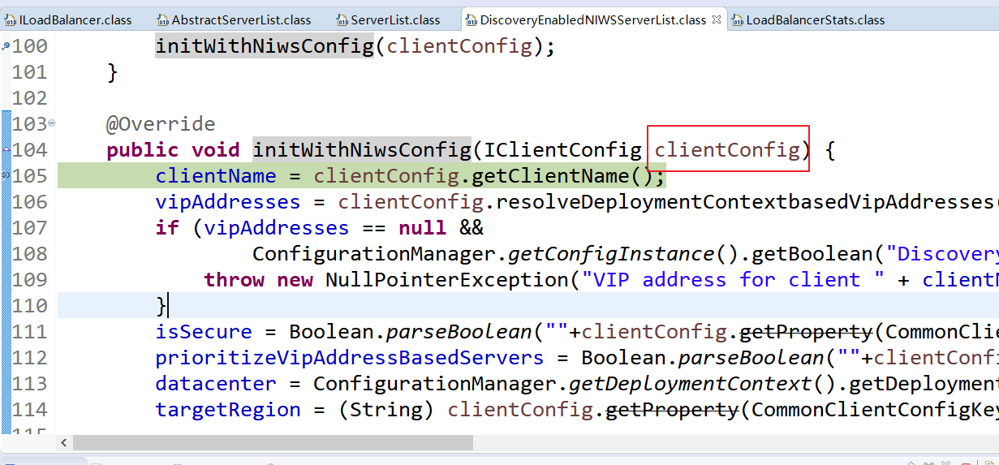 ILoadBalancer.class AbstractServerList.class ServerList.class DiscoveryEnabledNIWSServerList.class LoadBalancerStats.class
100 initWithNiwsConfig(clientConfig);
101 }
102
103 @Override
104 public void initWithNiwsConfig(IClientConfig clientConfig) {
105 clientName = clientConfig.getClientName();
106 vipAddresses = clientConfig.resolveDeploymentContextbasedVipAddresses(
107 if (vipAddresses == null &&
108 ConfigurationManager.getConfigInstance().getBoolean("Discovery
109 throw new NullPointerException("VIP address for client " + clientN
110 }
111 isSecure = Boolean.parseBoolean(""+clientConfig.getProperty(CommonClie
112 prioritizeVipAddressBasedServers = Boolean.parseBoolean(""+clientConfi
113 datacenter = ConfigurationManager.getDeploymentContext().getDeployment
114 targetRegion = (String) clientConfig.getProperty(CommonClientConfigKey
115